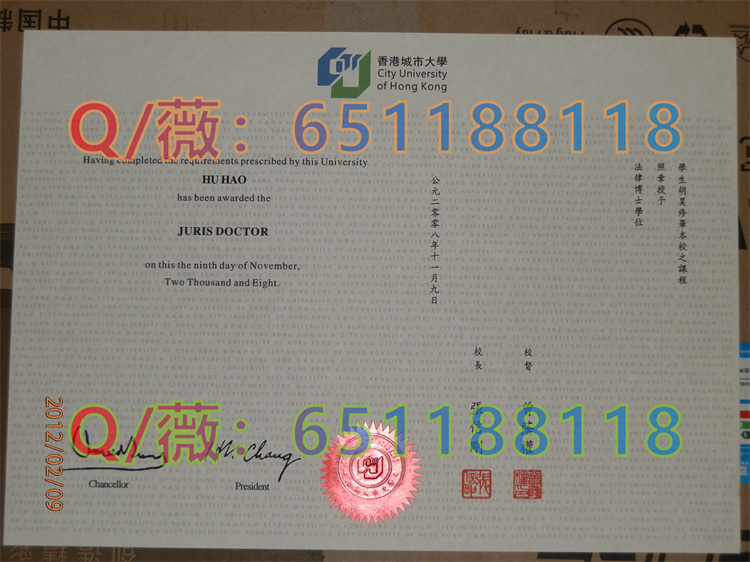 香港城市大學
City University
of Hong Kong
Q/薇: 651188118
Having completed the requirements prescribed by this University
HU HAO
has been awarded the
JURIS DOCTOR
on this the ninth day of November,
Two Thousand and Eight.
學生胡昊修畢本校之課程
照章授予
法律博士學位
公元二零零八年十一月九日
校督
校長
Q/薇: 651188118
Chancellor
President
2012/02/09